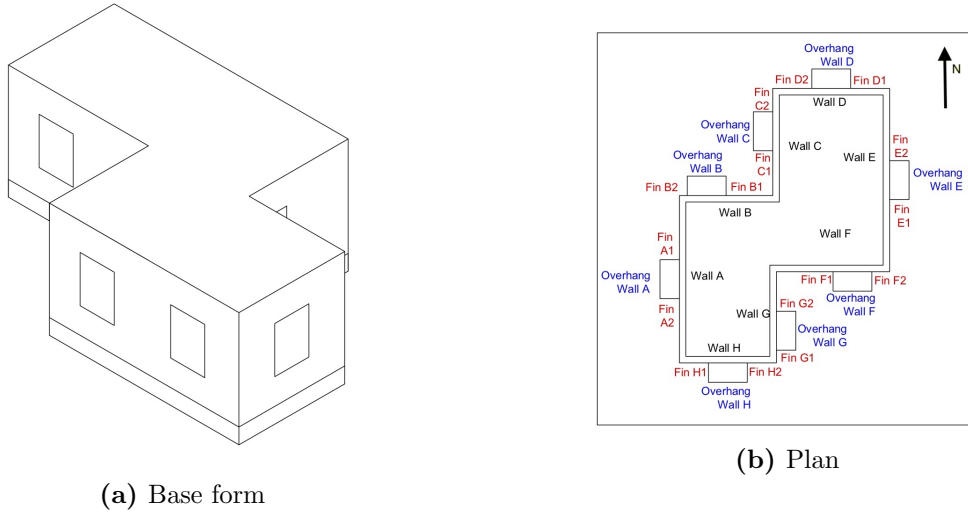 Overhang
Wall D
N
Fin D2
Fin D1
Wall D
Fin
C2
Overhang
Wall C
Wall C
Fin
C1
Wall E
Fin
E2
Overhang
Wall E
Fin
E1
Overhang
Wall B
Fin B2
Fin B1
Wall B
Wall F
Fin
A1
Overhang
Wall A
Wall A
Fin
A2
Fin F1
Fin F2
Overhang
Wall F
Wall G
Fin G2
Overhang
Wall G
Fin G1
Wall H
Fin H1
Fin H2
Overhang
Wall H
(a) Base form
(b) Plan